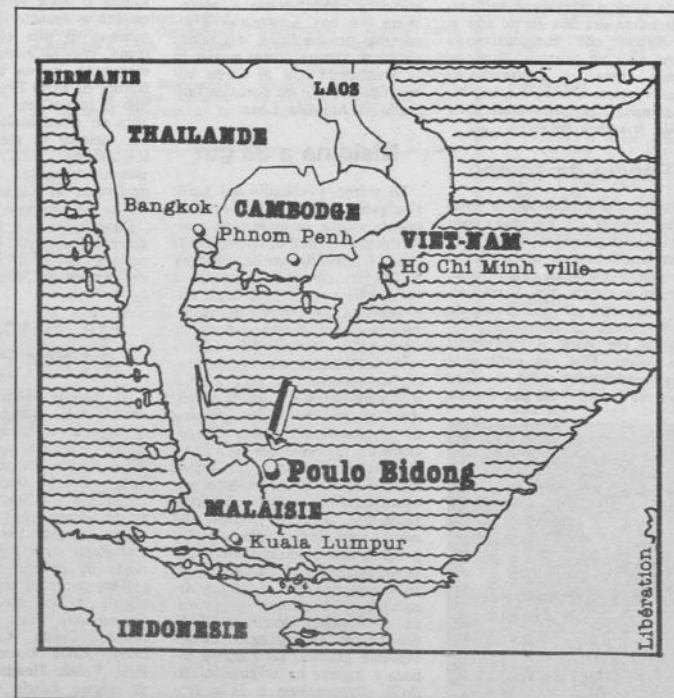 BIRMANIE
LAOS
THAILANDE
Bangkok
CAMBODGE
Phnom Penh
VIET-NAM
Ho Chi Minh ville
Poulo Bidong
MALAISIE
Kuala Lumpur
INDONESIE
Libération